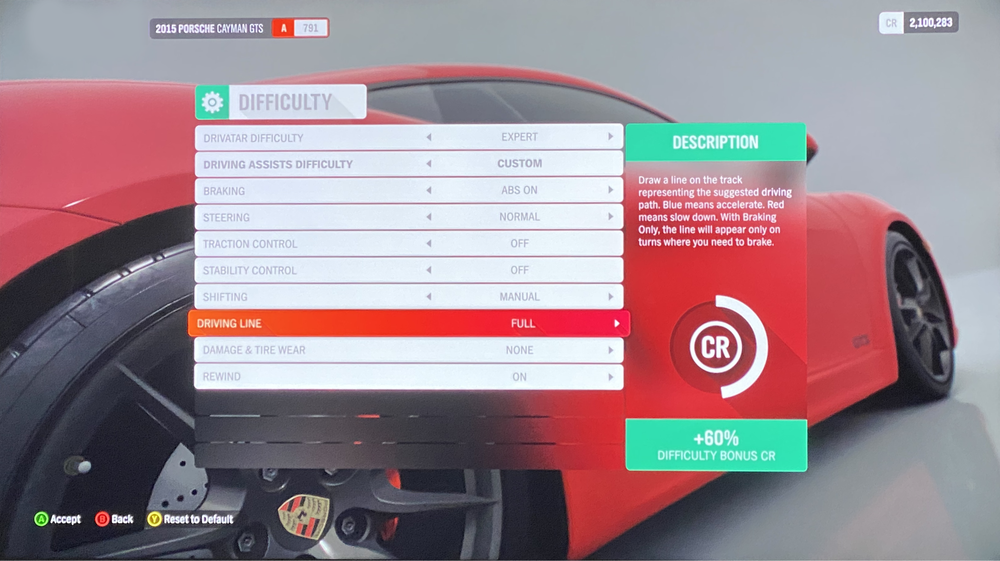 2015 PORSCHE CAYMAN GTS A 791
CR 2,100,283
DIFFICULTY
DRIVATAR DIFFICULTY EXPERT
DRIVING ASSISTS DIFFICULTY CUSTOM
BRAKING ABS ON
STEERING NORMAL
TRACTION CONTROL OFF
STABILITY CONTROL OFF
SHIFTING MANUAL
DRIVING LINE FULL
DAMAGE & TIRE WEAR NONE
REWIND ON
DESCRIPTION
Draw a line on the track
representing the suggested driving
path. Blue means accelerate. Red
means slow down. With Braking
Only, the line will appear only on
turns where you need to brake.
CR
+60%
DIFFICULTY BONUS CR
A Accept B Back Y Reset to Default